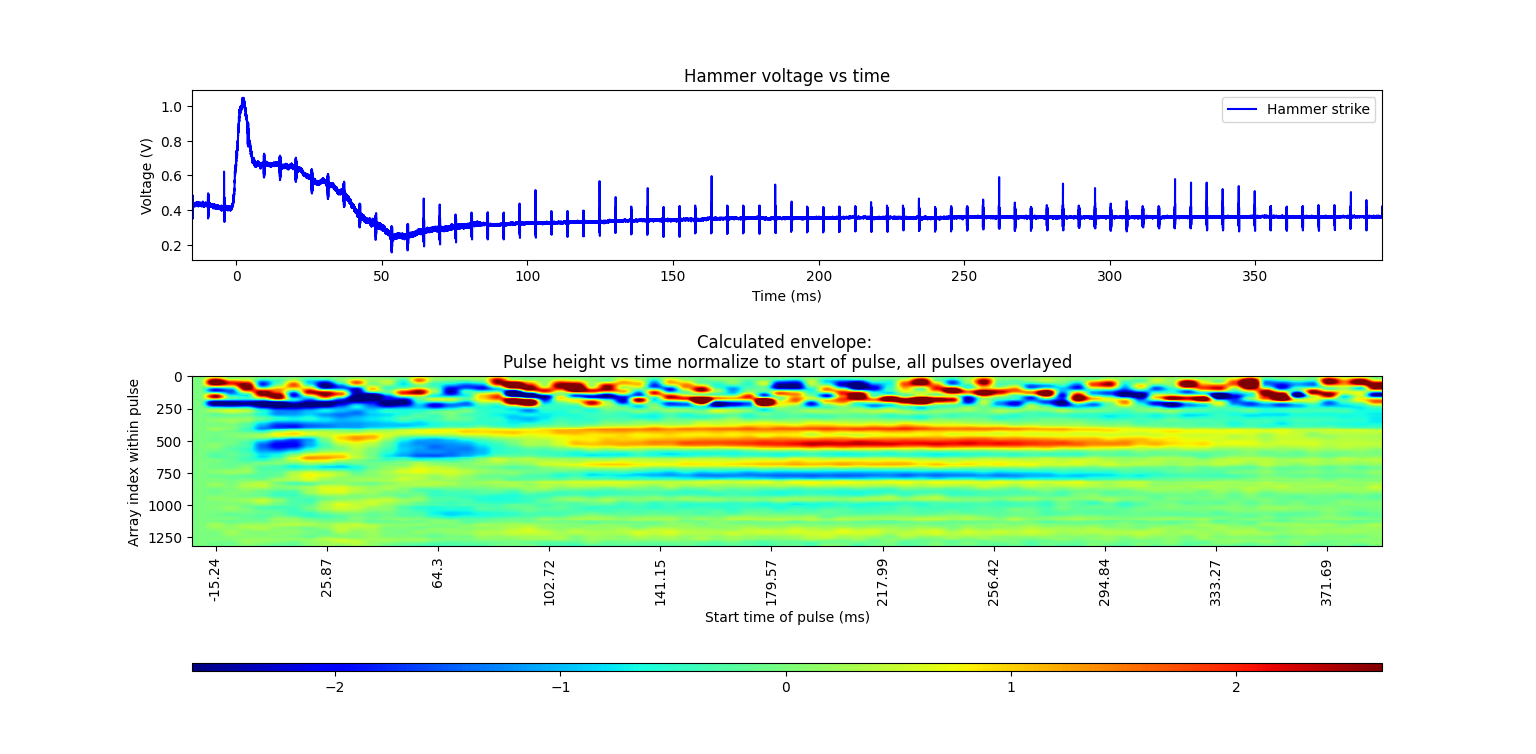 Hammer voltage vs time
Hammer strike
Voltage (V)
1.0
0.8
0.6
0.4
0.2
0 50 100 150 200 250 300 350
Time (ms)
Calculated envelope:
Pulse height vs time normalize to start of pulse, all pulses overlayed
Array index within pulse
0
250
500
750
1000
1250
-15.24 25.87 64.3 102.72 141.15 179.57 217.99 256.42 294.84 333.27 371.69
Start time of pulse (ms)
−2 −1 0 1 2